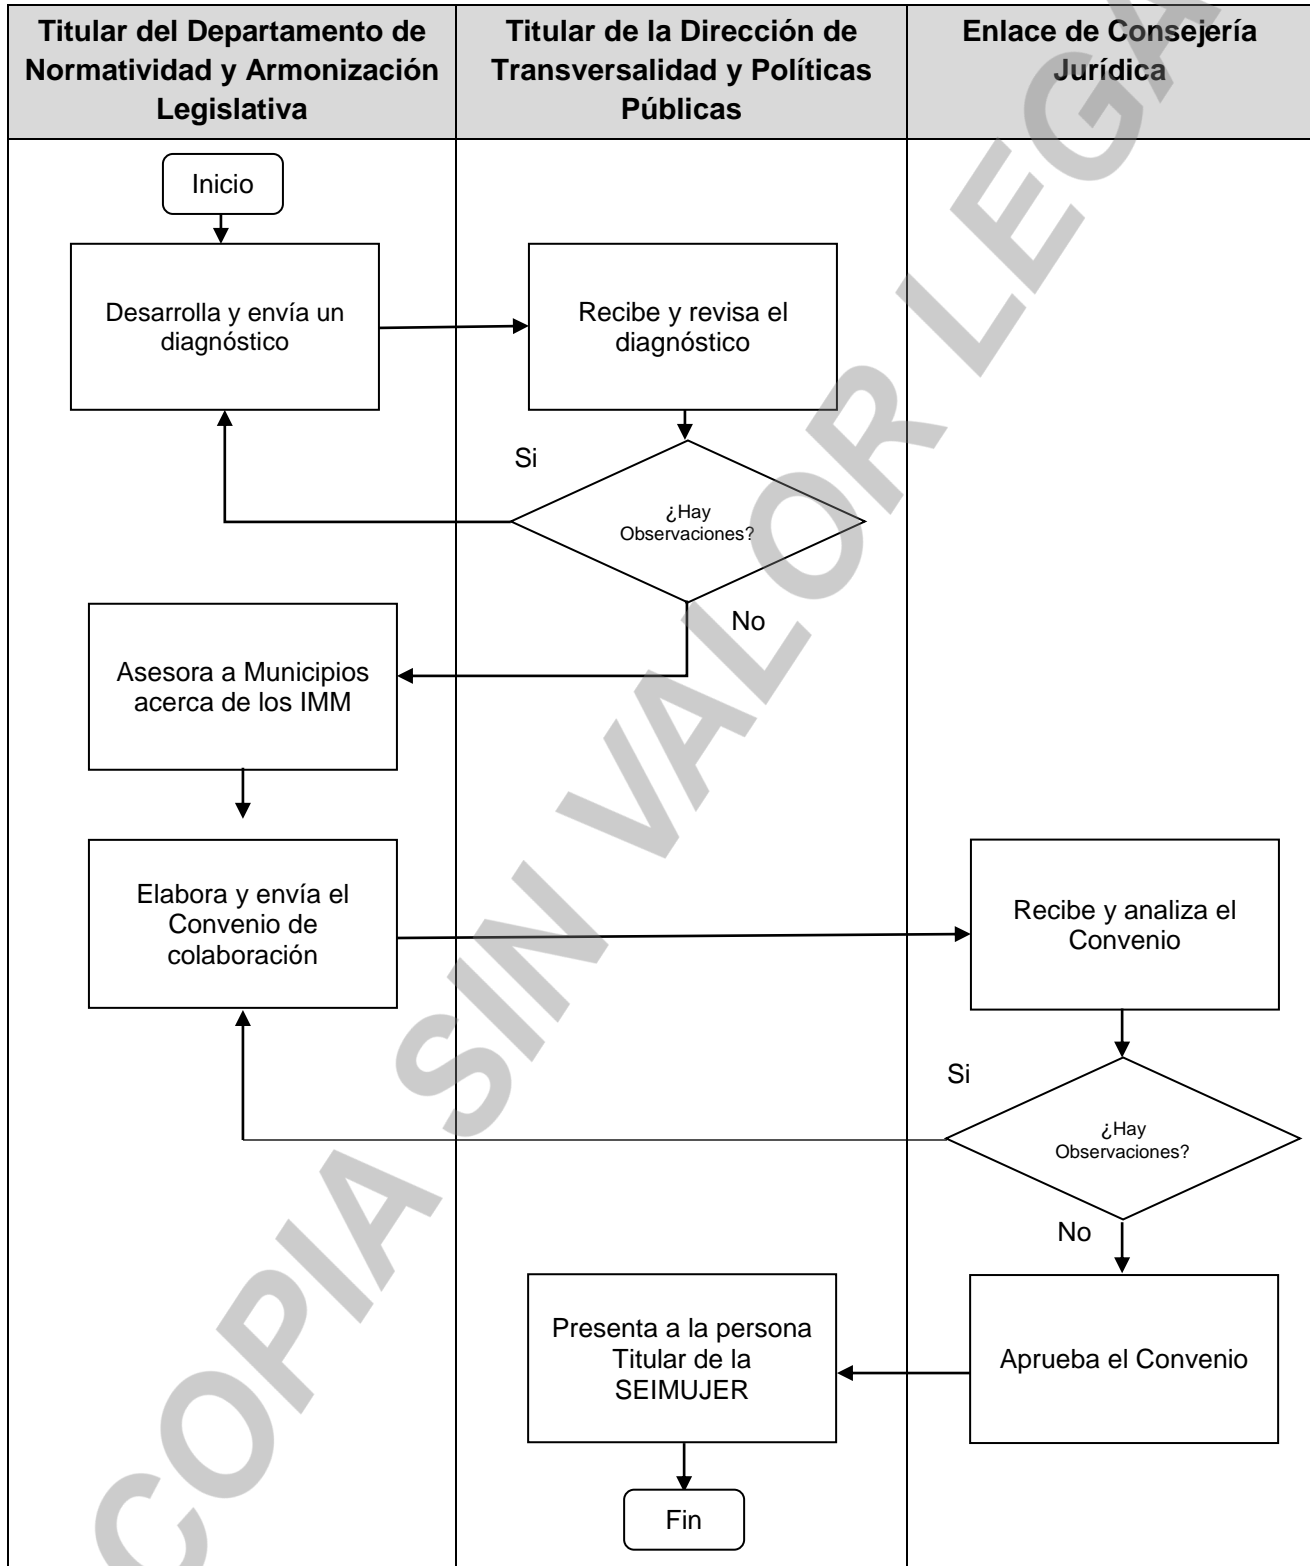 Titular del Departamento de
Normatividad y Armonización
Legislativa
Titular de la Dirección de
Transversalidad y Políticas
Públicas
Enlace de Consejería
Jurídica
Inicio
Desarrolla y envía un
diagnóstico
Recibe y revisa el
diagnóstico
Si
¿Hay
Observaciones?
No
Asesora a Municipios
acerca de los IMM
Elabora y envía el
Convenio de
colaboración
Recibe y analiza el
Convenio
Si
¿Hay
Observaciones?
No
Presenta a la persona
Titular de la
SEIMUJER
Aprueba el Convenio
Fin
COPIA SIN VALOR LEGA